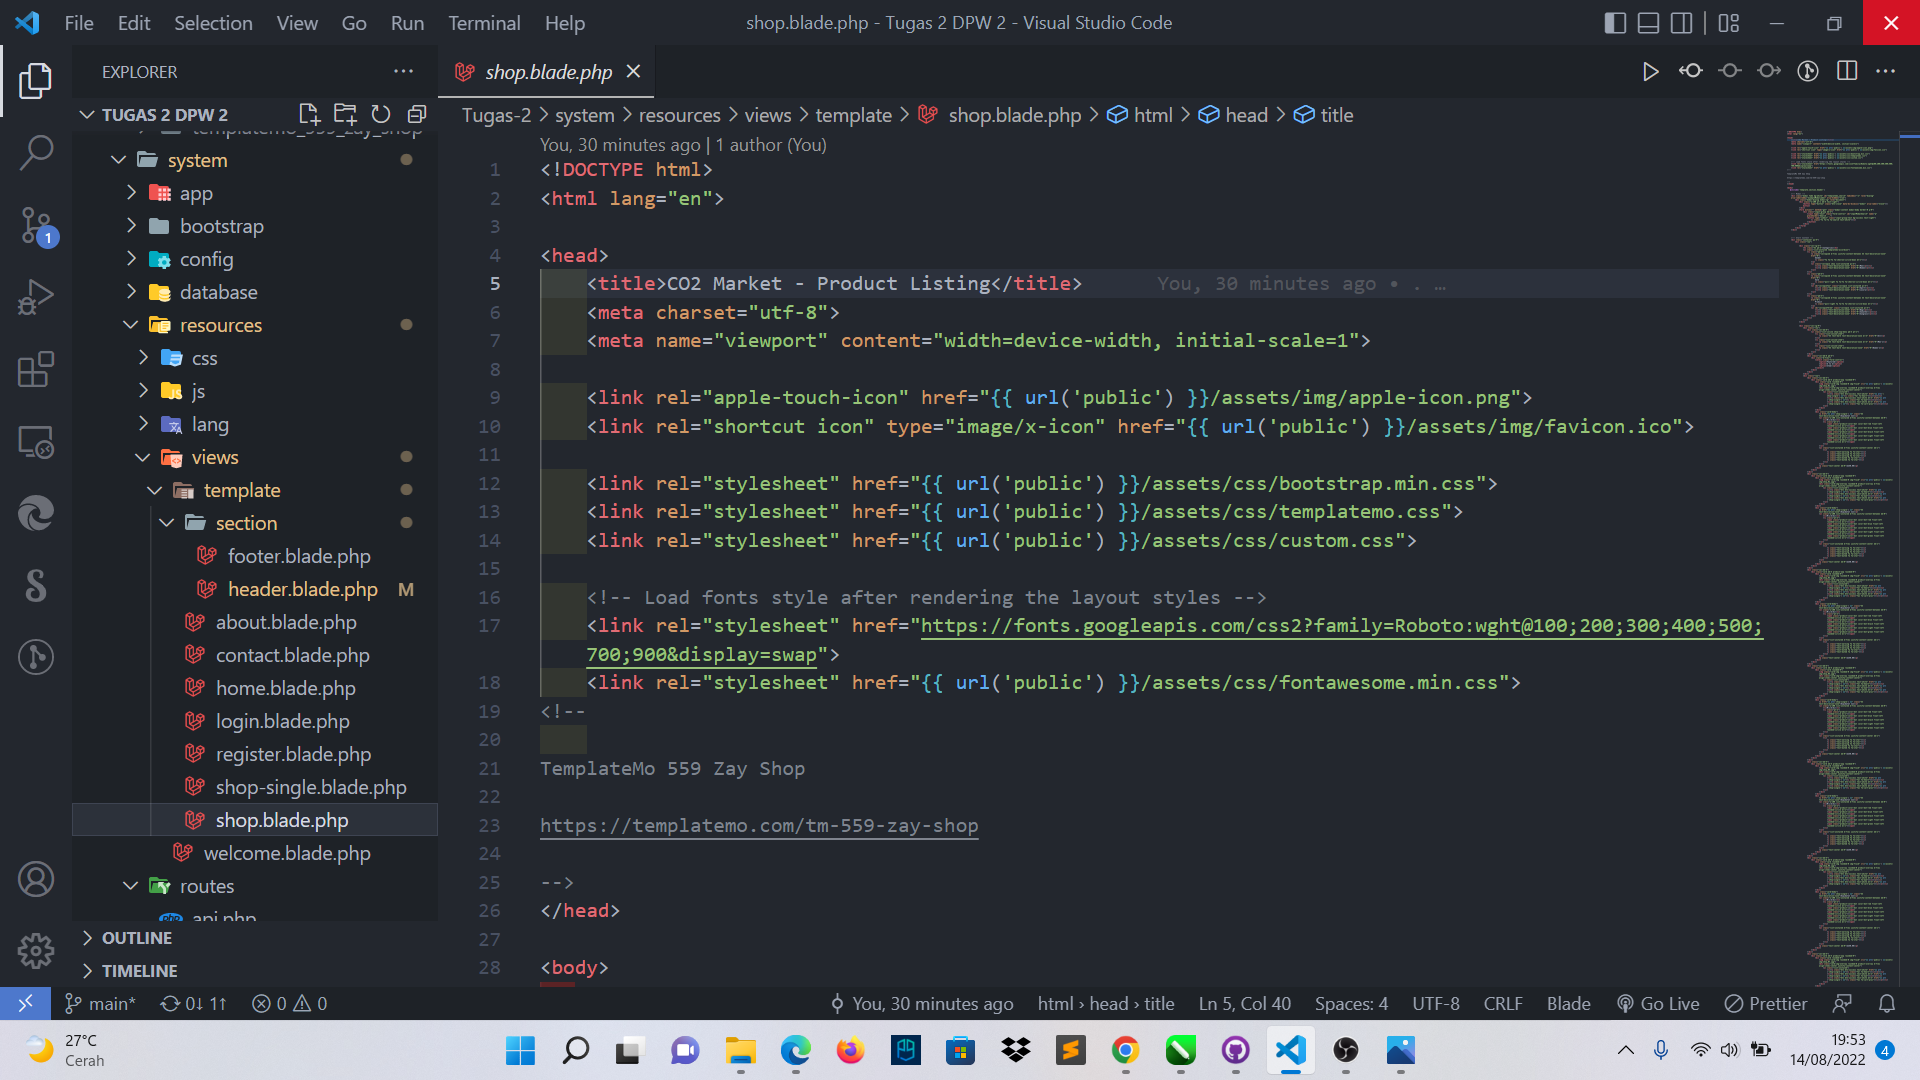 File Edit Selection View Go Run Terminal Help
shop.blade.php - Tugas 2 DPW 2 - Visual Studio Code
EXPLORER
shop.blade.php
TUGAS 2 DPW 2
Tugas-2 > system > resources > views > template > shop.blade.php > html > head > title
templatemo_559_zay_shop
system
app
bootstrap
config
database
resources
css
js
lang
views
template
section
footer.blade.php
header.blade.php M
about.blade.php
contact.blade.php
home.blade.php
login.blade.php
register.blade.php
shop-single.blade.php
shop.blade.php
welcome.blade.php
routes
api.php
OUTLINE
TIMELINE
1
You, 30 minutes ago | 1 author (You)
1 <!DOCTYPE html>
2 <html lang="en">
3
4 <head>
5 <title>CO2 Market - Product Listing</title> You, 30 minutes ago • . …
6 <meta charset="utf-8">
7 <meta name="viewport" content="width=device-width, initial-scale=1">
8
9 <link rel="apple-touch-icon" href="{{ url('public') }}/assets/img/apple-icon.png">
10 <link rel="shortcut icon" type="image/x-icon" href="{{ url('public') }}/assets/img/favicon.ico">
11
12 <link rel="stylesheet" href="{{ url('public') }}/assets/css/bootstrap.min.css">
13 <link rel="stylesheet" href="{{ url('public') }}/assets/css/templatemo.css">
14 <link rel="stylesheet" href="{{ url('public') }}/assets/css/custom.css">
15
16 <!-- Load fonts style after rendering the layout styles -->
17 <link rel="stylesheet" href="https://fonts.googleapis.com/css2?family=Roboto:wght@100;200;300;400;500;
700;900&display=swap">
18 <link rel="stylesheet" href="{{ url('public') }}/assets/css/fontawesome.min.css">
19 <!--
20
21 TemplateMo 559 Zay Shop
22
23 https://templatemo.com/tm-559-zay-shop
24
25 -->
26 </head>
27
28 <body>
main* 0↓ 1↑ 0 0 You, 30 minutes ago html › head › title Ln 5, Col 40 Spaces: 4 UTF-8 CRLF Blade Go Live Prettier
27°C
Cerah
19:53
14/08/2022 4